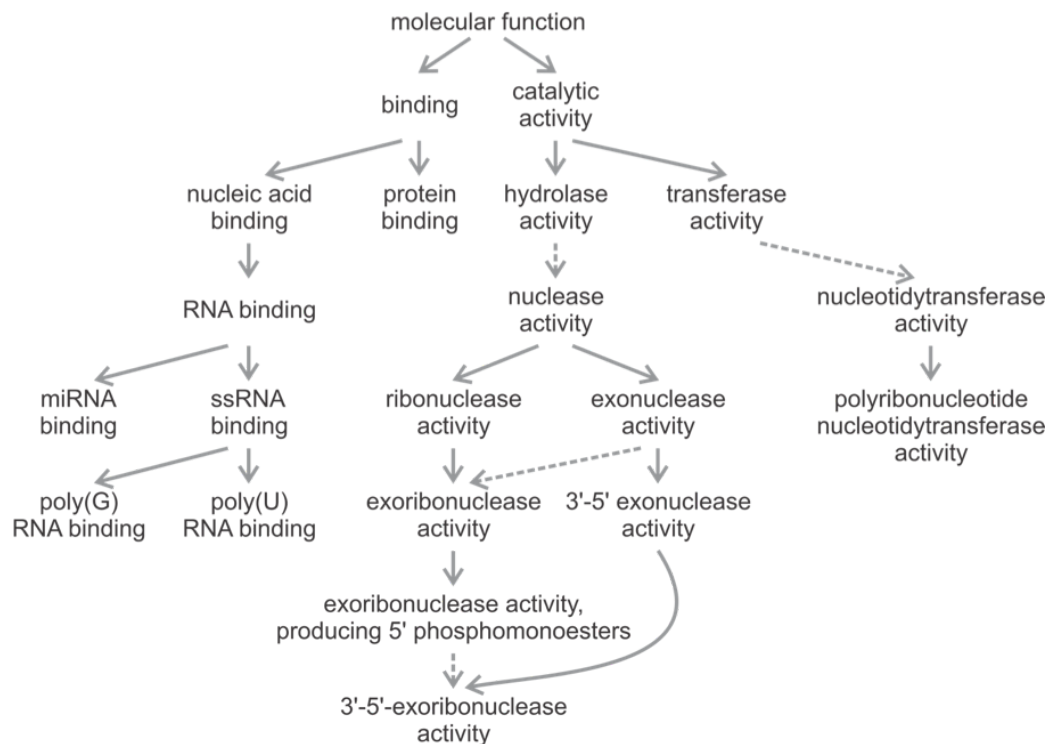 molecular function
binding
catalytic
activity
nucleic acid
binding
protein
binding
hydrolase
activity
transferase
activity
RNA binding
nuclease
activity
nucleotidytransferase
activity
miRNA
binding
ssRNA
binding
ribonuclease
activity
exonuclease
activity
polyribonucleotide
nucleotidytransferase
activity
poly(G)
RNA binding
poly(U)
RNA binding
exoribonuclease
activity
3'-5' exonuclease
activity
exoribonuclease activity,
producing 5' phosphomonoesters
3'-5'-exoribonuclease
activity